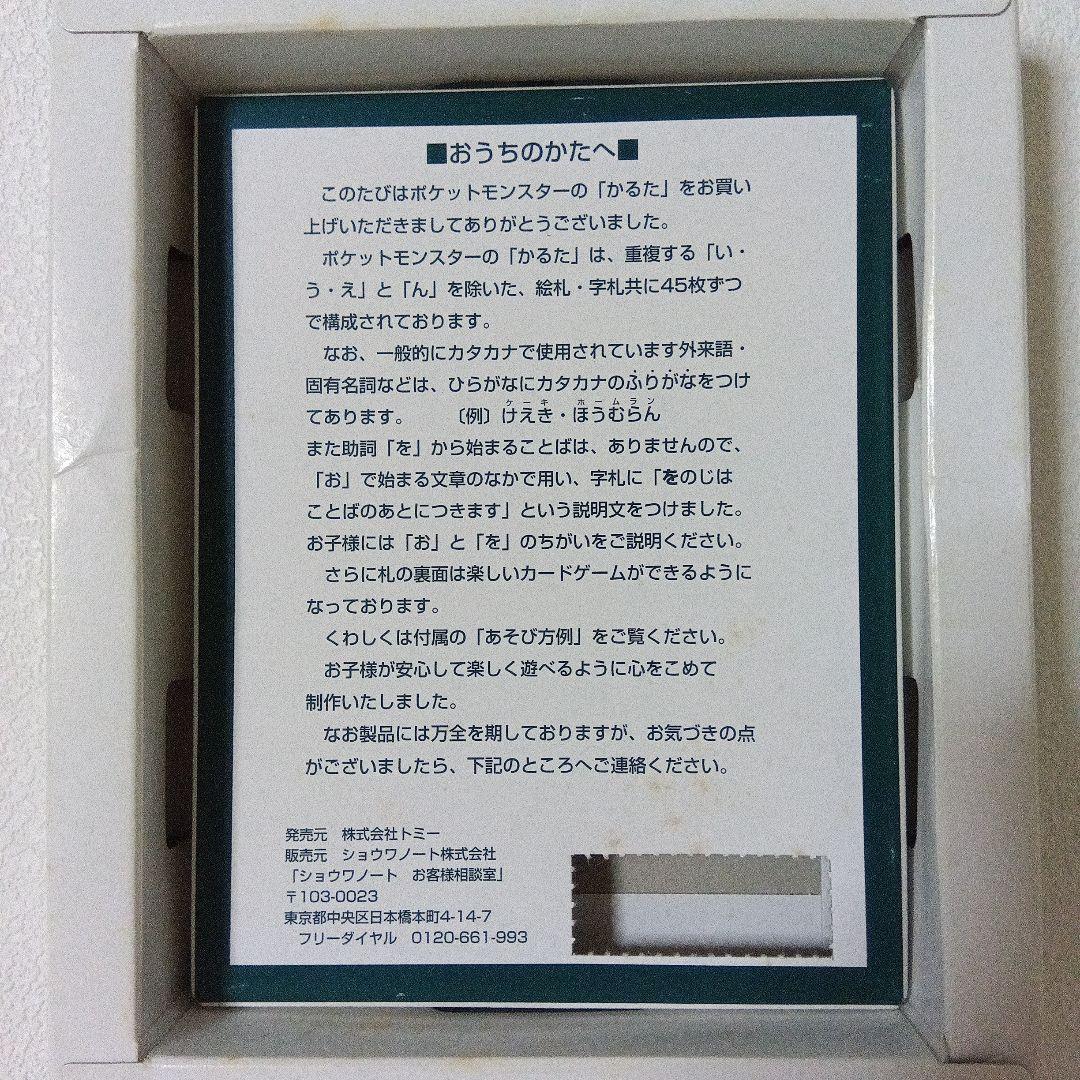 ■おうちのかたへ■
このたびはポケットモンスターの「かるた」をお買い
上げいただきましてありがとうございました。
ポケットモンスターの「かるた」は、重複する「い・
う・え」と「ん」を除いた、絵札・字札共に45枚ずつ
で構成されております。
なお、一般的にカタカナで使用されています外来語・
固有名詞などは、ひらがなにカタカナのふりがなをつけ
ケーキ ホームラン
てあります。 〔例〕けえき・ほうむらん
また助詞「を」から始まることばは、ありませんので、
「お」で始まる文章のなかで用い、字札に「をのじは
ことばのあとにつきます」という説明文をつけました。
お子様には「お」と「を」のちがいをご説明ください。
さらに札の裏面は楽しいカードゲームができるように
なっております。
くわしくは付属の「あそび方例」をご覧ください。
お子様が安心して楽しく遊べるように心をこめて
制作いたしました。
なお製品には万全を期しておりますが、お気づきの点
がございましたら、下記のところへご連絡ください。
発売元 株式会社トミー
販売元 ショウワノート株式会社
「ショウワノート お客様相談室」
〒103-0023
東京都中央区日本橋本町4-14-7
フリーダイヤル 0120-661-993